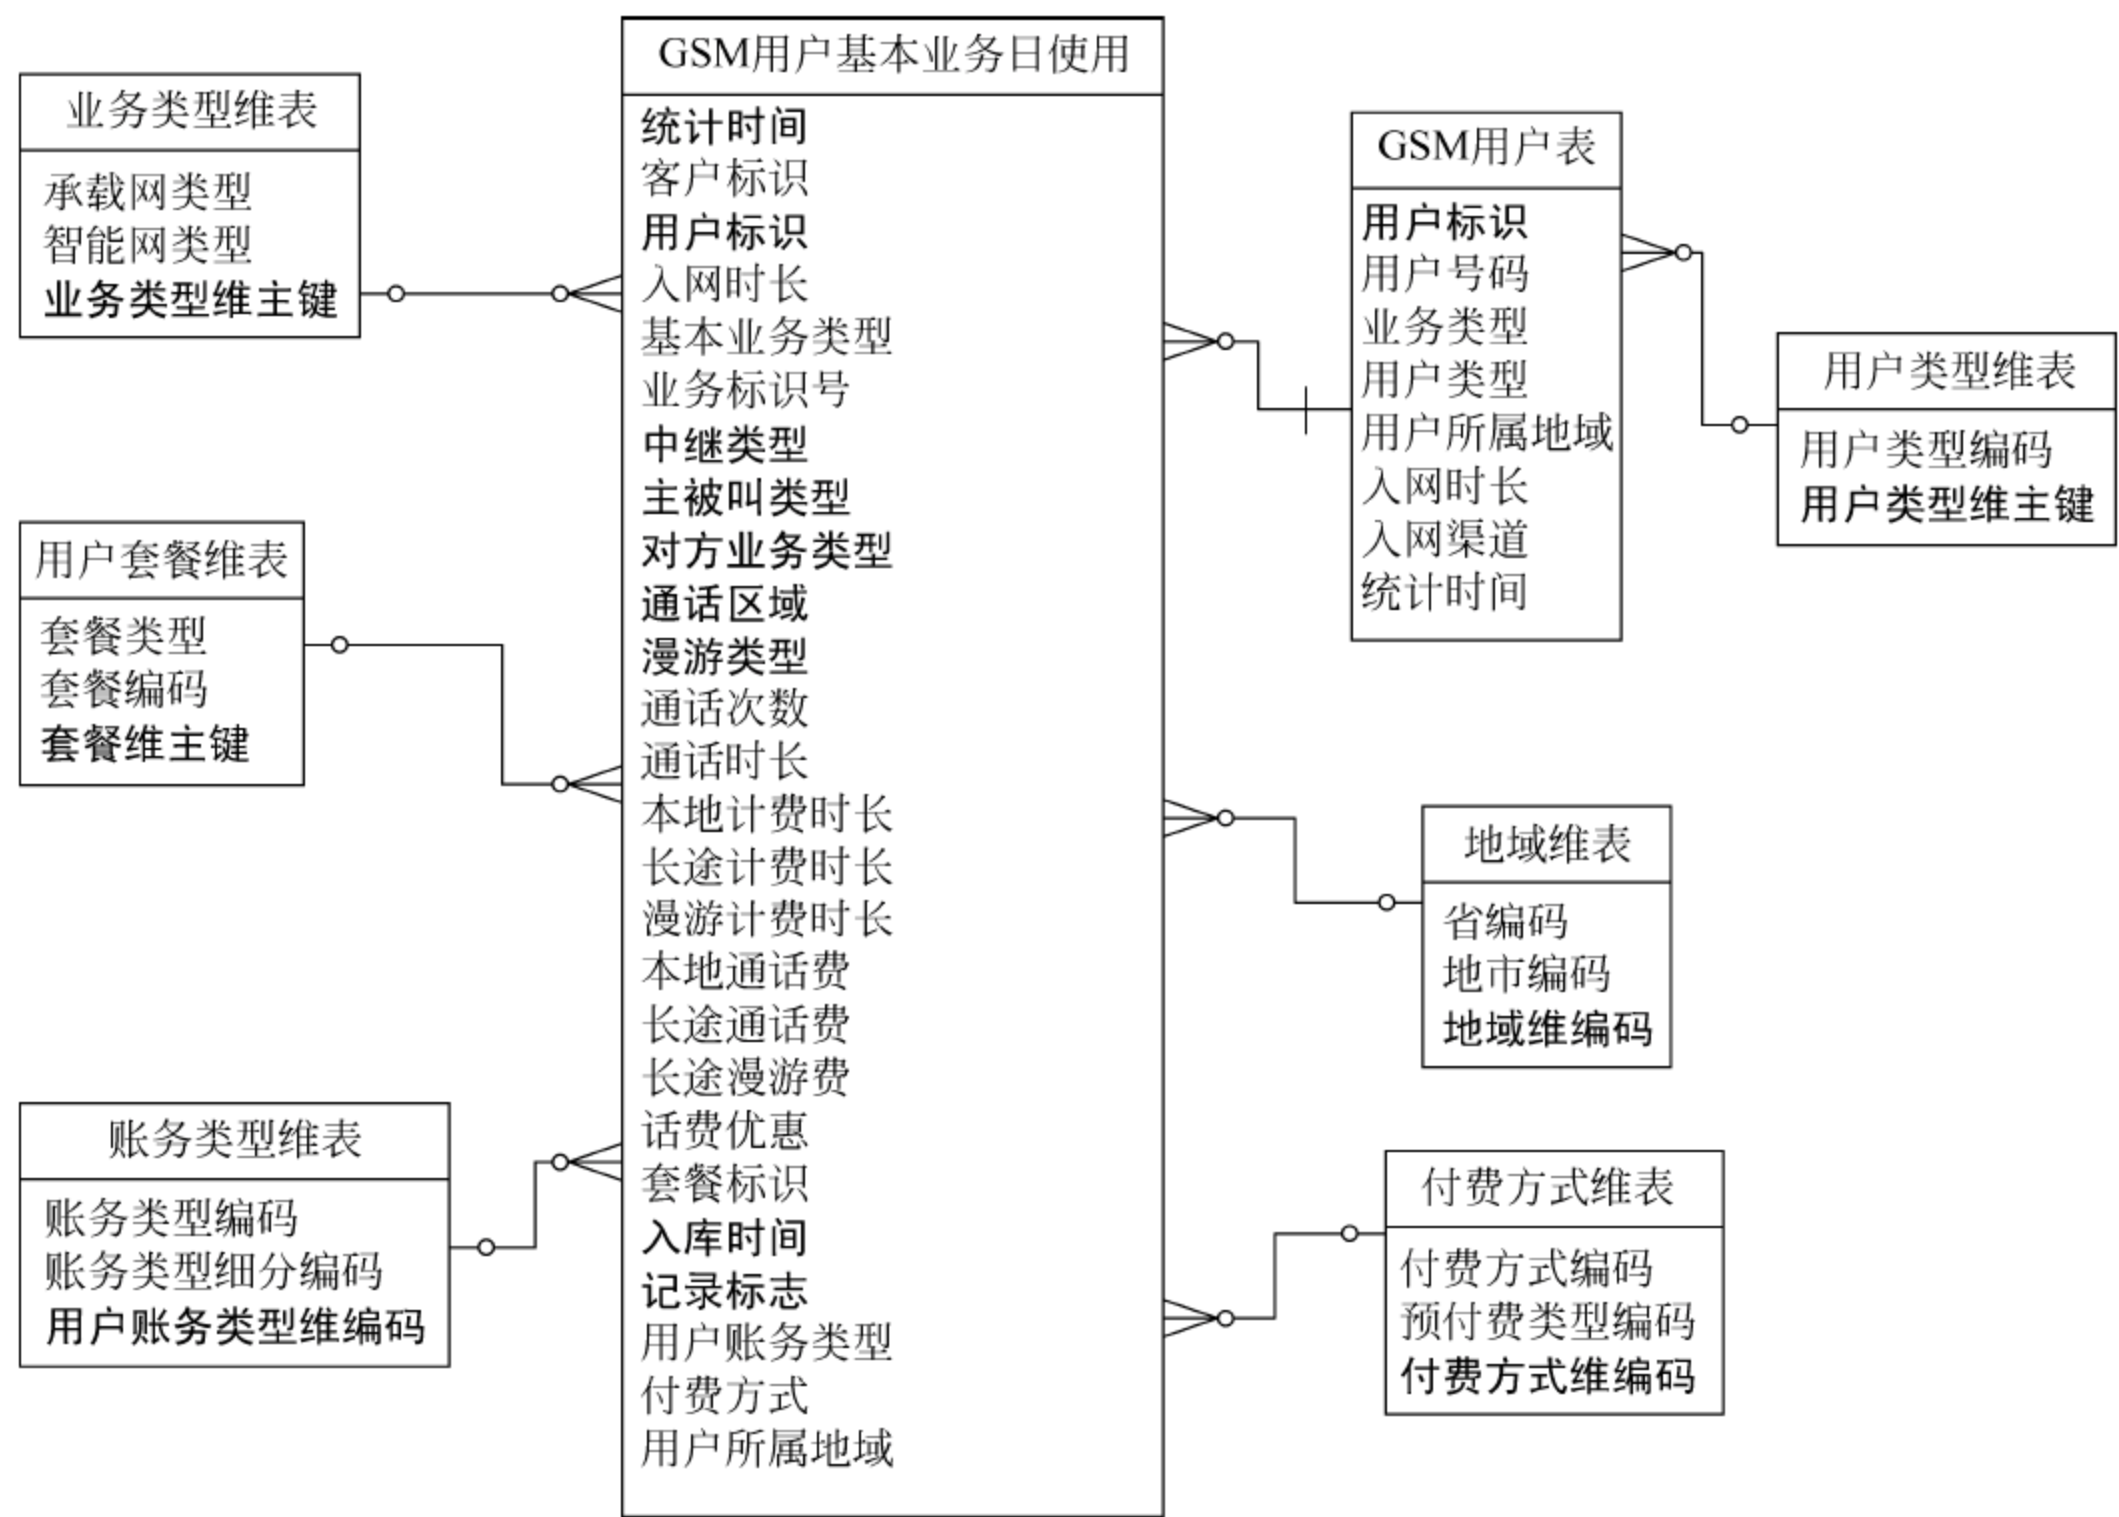 GSM用户基本业务日使用
统计时间
客户标识
用户标识
入网时长
基本业务类型
业务标识号
中继类型
主被叫类型
对方业务类型
通话区域
漫游类型
通话次数
通话时长
本地计费时长
长途计费时长
漫游计费时长
本地通话费
长途通话费
长途漫游费
话费优惠
套餐标识
入库时间
记录标志
用户账务类型
付费方式
用户所属地域
业务类型维表
承载网类型
智能网类型
业务类型维主键
用户套餐维表
套餐类型
套餐编码
套餐维主键
账务类型维表
账务类型编码
账务类型细分编码
用户账务类型维编码
GSM用户表
用户标识
用户号码
业务类型
用户类型
用户所属地域
入网时长
入网渠道
统计时间
用户类型维表
用户类型编码
用户类型维主键
地域维表
省编码
地市编码
地域维编码
付费方式维表
付费方式编码
预付费类型编码
付费方式维编码